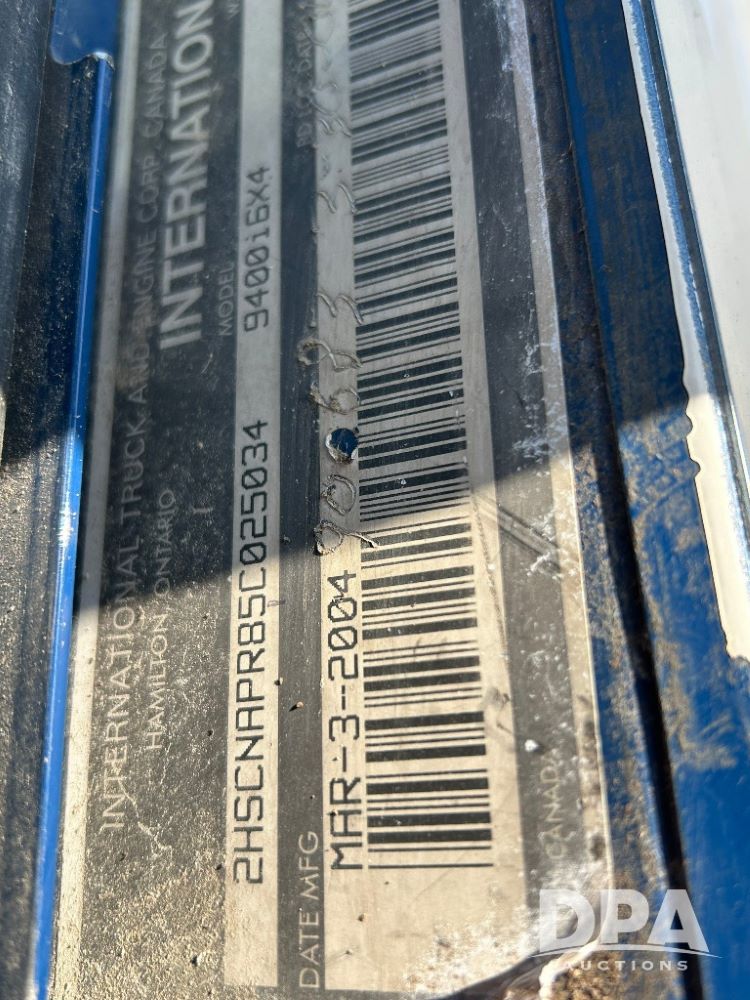 INTERNATIONAL TRUCK AND ENGINE CORP. CANADA
HAMILTON, ONTARIO
INTERNATION
MODEL
2HSCNAPR85C025034 9400i6X4
DATE MFG
MAR-3-2004
CANADA
DPA
AUCTIONS